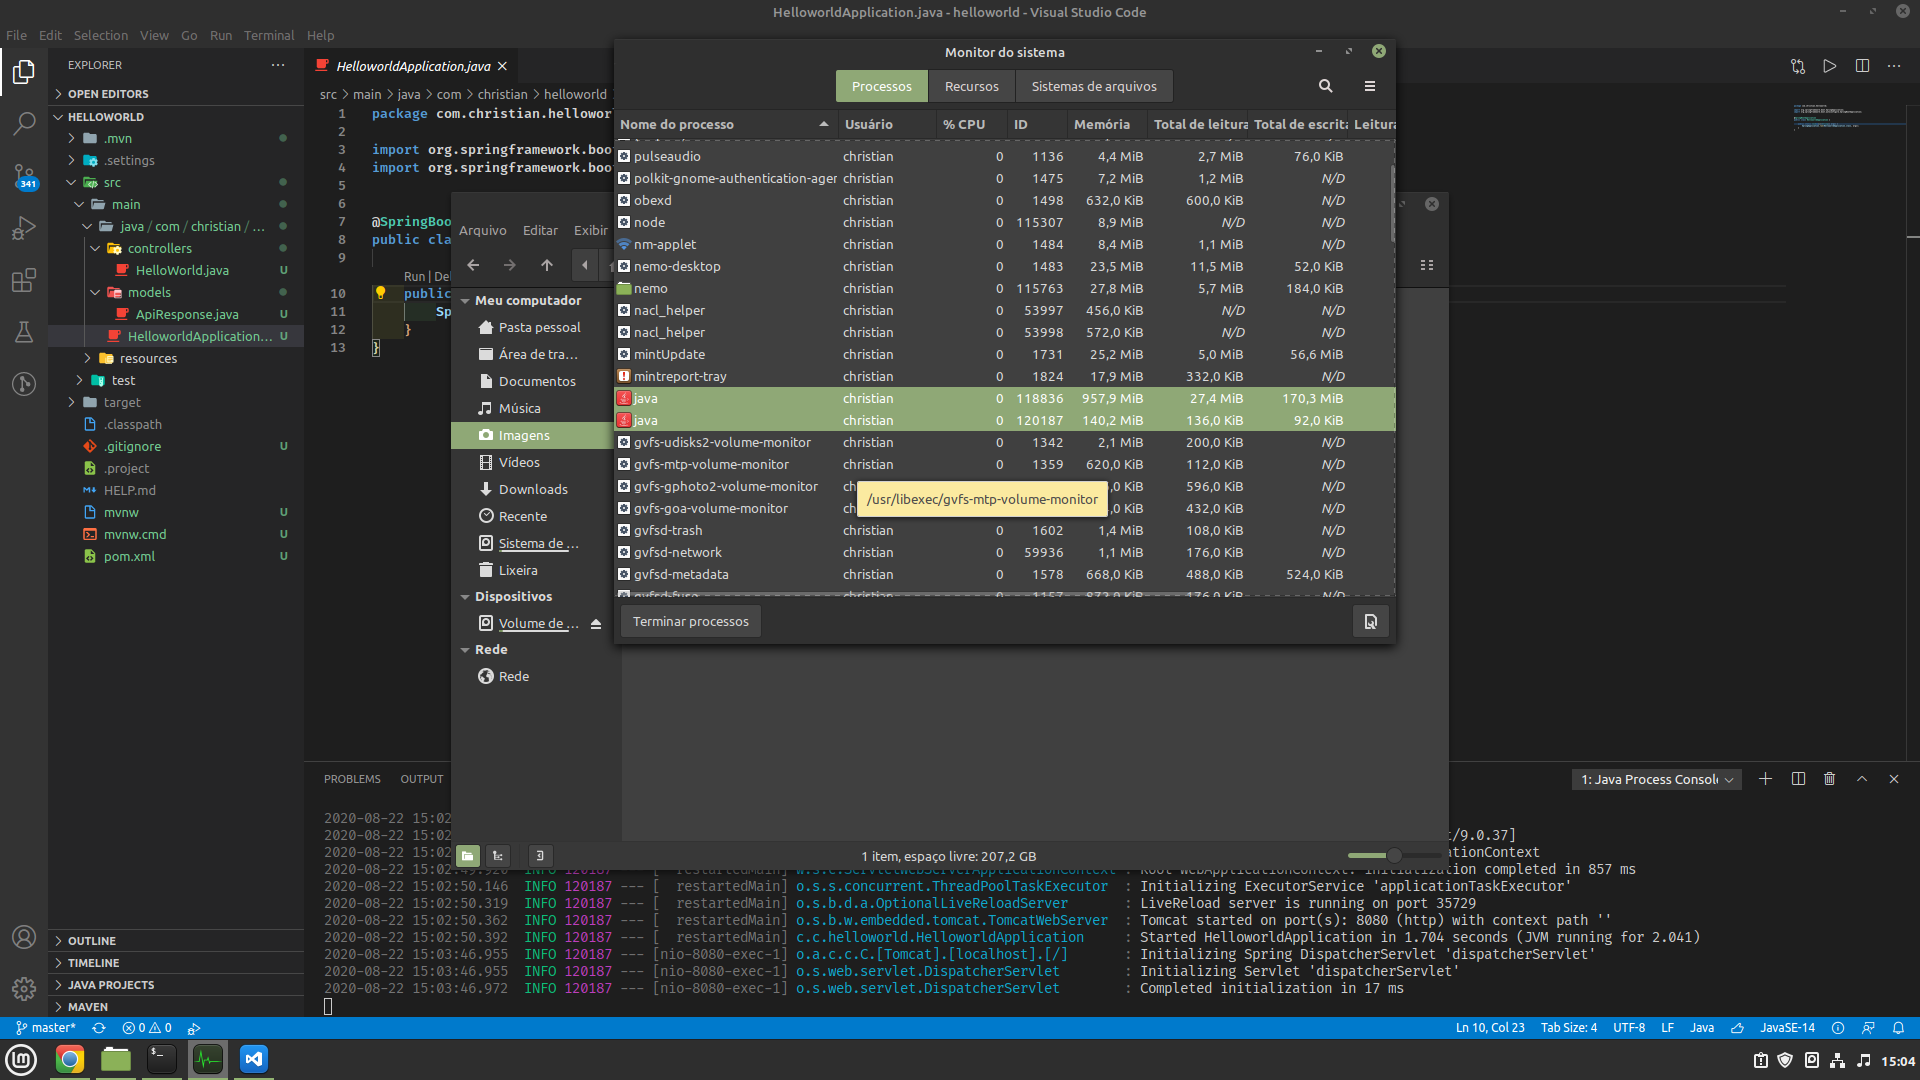 HelloworldApplication.java - helloworld - Visual Studio Code
File Edit Selection View Go Run Terminal Help
EXPLORER
OPEN EDITORS
HELLOWORLD
.mvn
.settings
src
main
java / com / christian / ...
controllers
HelloWorld.java U
models
ApiResponse.java U
HelloworldApplication... U
resources
test
target
.classpath
.gitignore U
.project
HELP.md
mvnw U
mvnw.cmd U
pom.xml U
OUTLINE
TIMELINE
JAVA PROJECTS
MAVEN
341
HelloworldApplication.java
src > main > java > com > christian > helloworld
1 package com.christian.hellowor
2
3 import org.springframework.boo
4 import org.springframework.boo
5
6
7 @SpringBoo
8 public cla
9
Run | De
10 public
11 Sp
12 }
13 }
Arquivo Editar Exibir
Meu computador
Pasta pessoal
Área de tra...
Documentos
Música
Imagens
Vídeos
Downloads
Recente
Sistema de ...
Lixeira
Dispositivos
Volume de ...
Rede
Rede
1 item, espaço livre: 207,2 GB
Monitor do sistema
Processos Recursos Sistemas de arquivos
Nome do processo Usuário % CPU ID Memória Total de leitura Total de escrita Leitura
pulseaudio christian 0 1136 4,4 MiB 2,7 MiB 76,0 KiB
polkit-gnome-authentication-agen christian 0 1475 7,2 MiB 1,2 MiB N/D
obexd christian 0 1498 632,0 KiB 600,0 KiB N/D
node christian 0 115307 8,9 MiB N/D N/D
nm-applet christian 0 1484 8,4 MiB 1,1 MiB N/D
nemo-desktop christian 0 1483 23,5 MiB 11,5 MiB 52,0 KiB
nemo christian 0 115763 27,8 MiB 5,7 MiB 184,0 KiB
nacl_helper christian 0 53997 456,0 KiB N/D N/D
nacl_helper christian 0 53998 572,0 KiB N/D N/D
mintUpdate christian 0 1731 25,2 MiB 5,0 MiB 56,6 MiB
mintreport-tray christian 0 1824 17,9 MiB 332,0 KiB N/D
java christian 0 118836 957,9 MiB 27,4 MiB 170,3 MiB
java christian 0 120187 140,2 MiB 136,0 KiB 92,0 KiB
gvfs-udisks2-volume-monitor christian 0 1342 2,1 MiB 200,0 KiB N/D
gvfs-mtp-volume-monitor christian 0 1359 620,0 KiB 112,0 KiB N/D
gvfs-gphoto2-volume-monitor ch ,0 KiB 596,0 KiB N/D
gvfs-goa-volume-monitor ch ,0 KiB 432,0 KiB N/D
/usr/libexec/gvfs-mtp-volume-monitor
gvfsd-trash christian 0 1602 1,4 MiB 108,0 KiB N/D
gvfsd-network christian 0 59936 1,1 MiB 176,0 KiB N/D
gvfsd-metadata christian 0 1578 668,0 KiB 488,0 KiB 524,0 KiB
gvfsd-fuse christian 0 1157 872,0 KiB 176,0 KiB N/D
Terminar processos
PROBLEMS OUTPUT
1: Java Process Consol
2020-08-22 15:02
2020-08-22 15:02 t/9.0.37]
2020-08-22 15:02 ationContext
2020-08-22 15:02:49.920 INFO 120187 --- [ restartedMain] w.s.c.ServletWebServerApplicationContext : Root WebApplicationContext: initialization completed in 857 ms
2020-08-22 15:02:50.146 INFO 120187 --- [ restartedMain] o.s.s.concurrent.ThreadPoolTaskExecutor : Initializing ExecutorService 'applicationTaskExecutor'
2020-08-22 15:02:50.319 INFO 120187 --- [ restartedMain] o.s.b.d.a.OptionalLiveReloadServer : LiveReload server is running on port 35729
2020-08-22 15:02:50.362 INFO 120187 --- [ restartedMain] o.s.b.w.embedded.tomcat.TomcatWebServer : Tomcat started on port(s): 8080 (http) with context path ''
2020-08-22 15:02:50.392 INFO 120187 --- [ restartedMain] c.c.helloworld.HelloworldApplication : Started HelloworldApplication in 1.704 seconds (JVM running for 2.041)
2020-08-22 15:03:46.955 INFO 120187 --- [nio-8080-exec-1] o.a.c.c.C.[Tomcat].[localhost].[/] : Initializing Spring DispatcherServlet 'dispatcherServlet'
2020-08-22 15:03:46.955 INFO 120187 --- [nio-8080-exec-1] o.s.web.servlet.DispatcherServlet : Initializing Servlet 'dispatcherServlet'
2020-08-22 15:03:46.972 INFO 120187 --- [nio-8080-exec-1] o.s.web.servlet.DispatcherServlet : Completed initialization in 17 ms
master* 0 0 Ln 10, Col 23 Tab Size: 4 UTF-8 LF Java JavaSE-14
15:04